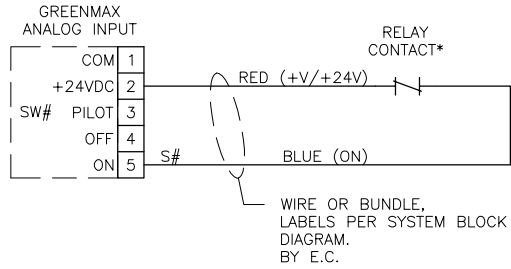 GREENMAX
ANALOG INPUT
RELAY
CONTACT*
COM 1
+24VDC 2
RED (+V/+24V)
SW# PILOT 3
OFF 4
ON 5
S#
BLUE (ON)
WIRE OR BUNDLE,
LABELS PER SYSTEM BLOCK
DIAGRAM.
BY E.C.